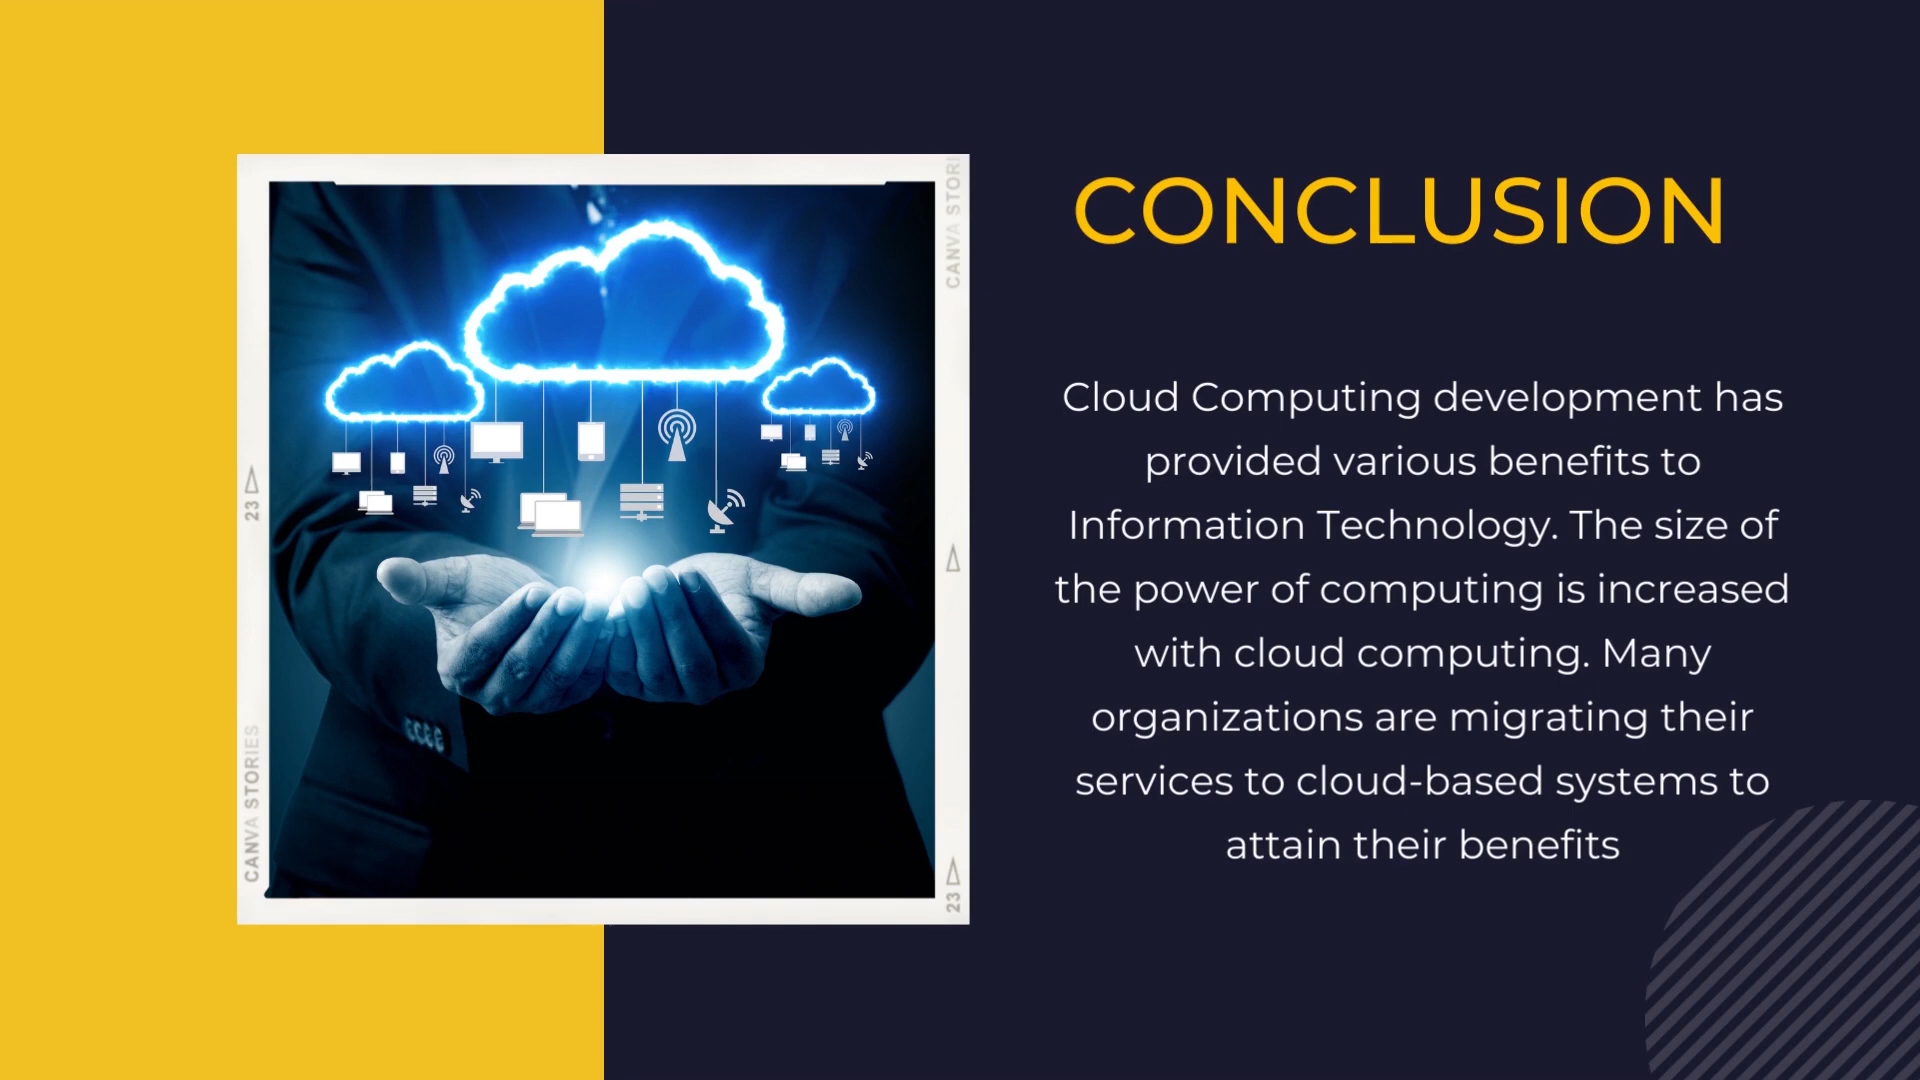 CONCLUSION
Cloud Computing development has
provided various benefits to
Information Technology. The size of
the power of computing is increased
with cloud computing. Many
organizations are migrating their
services to cloud-based systems to
attain their benefits
CANVA STORI
23
CANVA STORIES
23